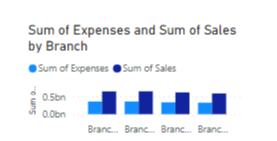 Sum of Expenses and Sum of Sales
by Branch
Sum of Expenses Sum of Sales
Sum o...
0.5bn
0.0bn
Branc... Branc... Branc... Branc...